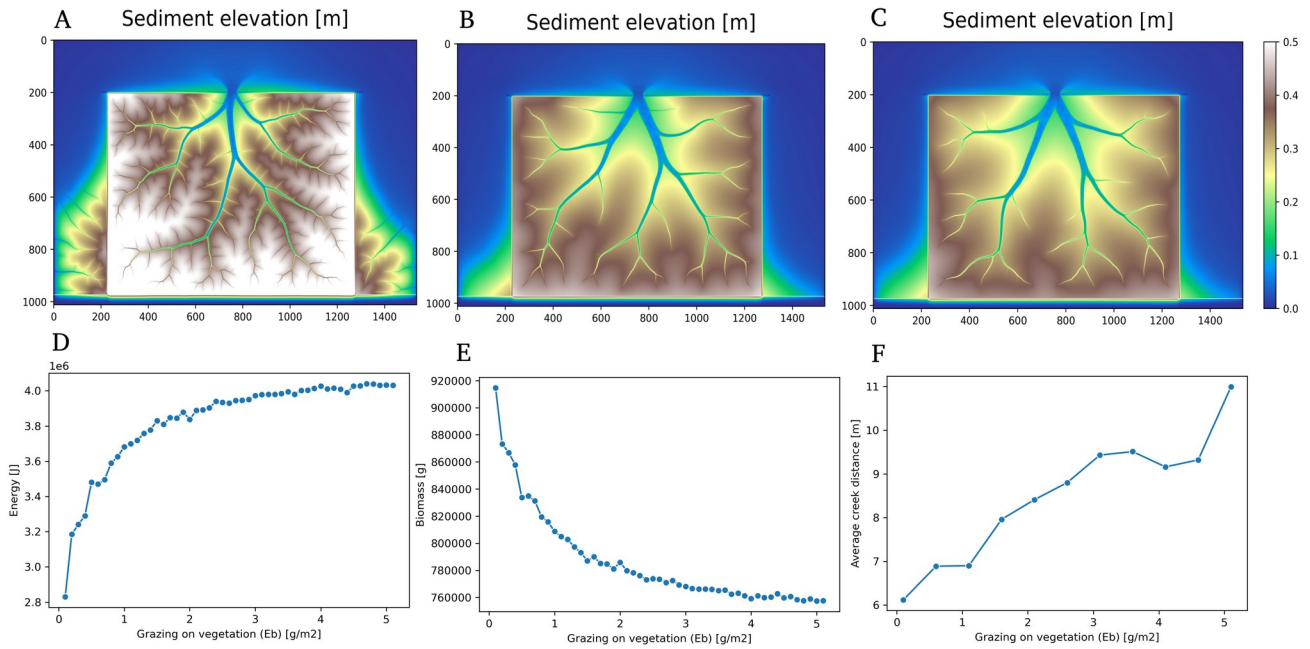 A
Sediment elevation [m]
0
200
400
600
800
1000
0 200 400 600 800 1000 1200 1400
B
Sediment elevation [m]
0
200
400
600
800
1000
0 200 400 600 800 1000 1200 1400
C
Sediment elevation [m]
0
200
400
600
800
1000
0 200 400 600 800 1000 1200 1400
0.5
0.4
0.3
0.2
0.1
0.0
D
1e6
4.0
3.8
3.6
3.4
3.2
3.0
2.8
Energy [J]
0 1 2 3 4 5
Grazing on vegetation (Eb) [g/m2]
E
920000
900000
880000
860000
840000
820000
800000
780000
760000
Biomass [g]
0 1 2 3 4 5
Grazing on vegetation (Eb) [g/m2]
F
11
10
9
8
7
6
Average creek distance [m]
0 1 2 3 4 5
Grazing on vegetation (Eb) [g/m2]